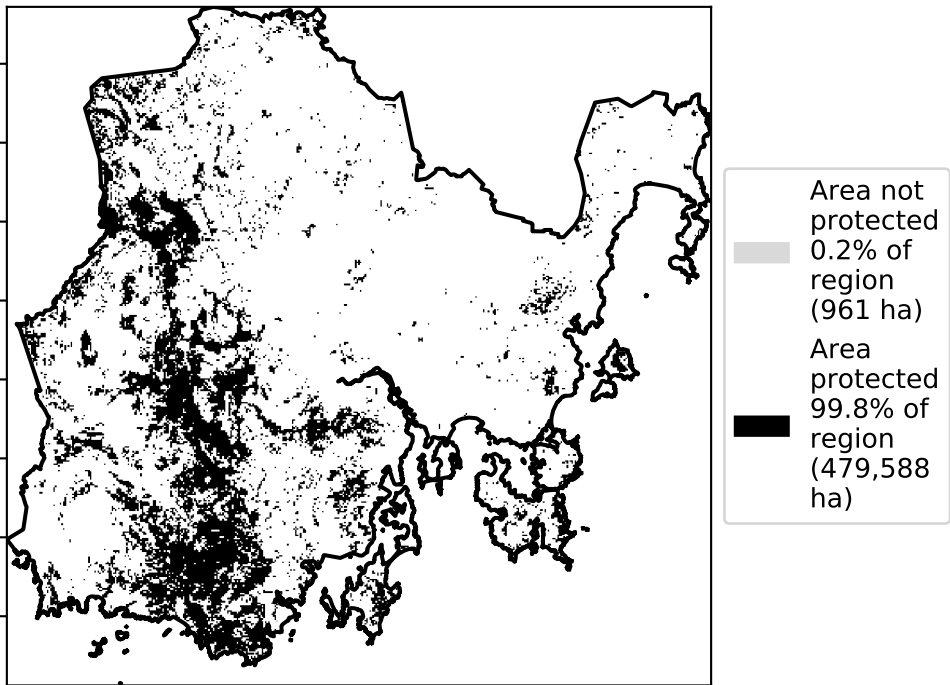 Area not
protected
0.2% of
region
(961 ha)
Area
protected
99.8% of
region
(479,588
ha)